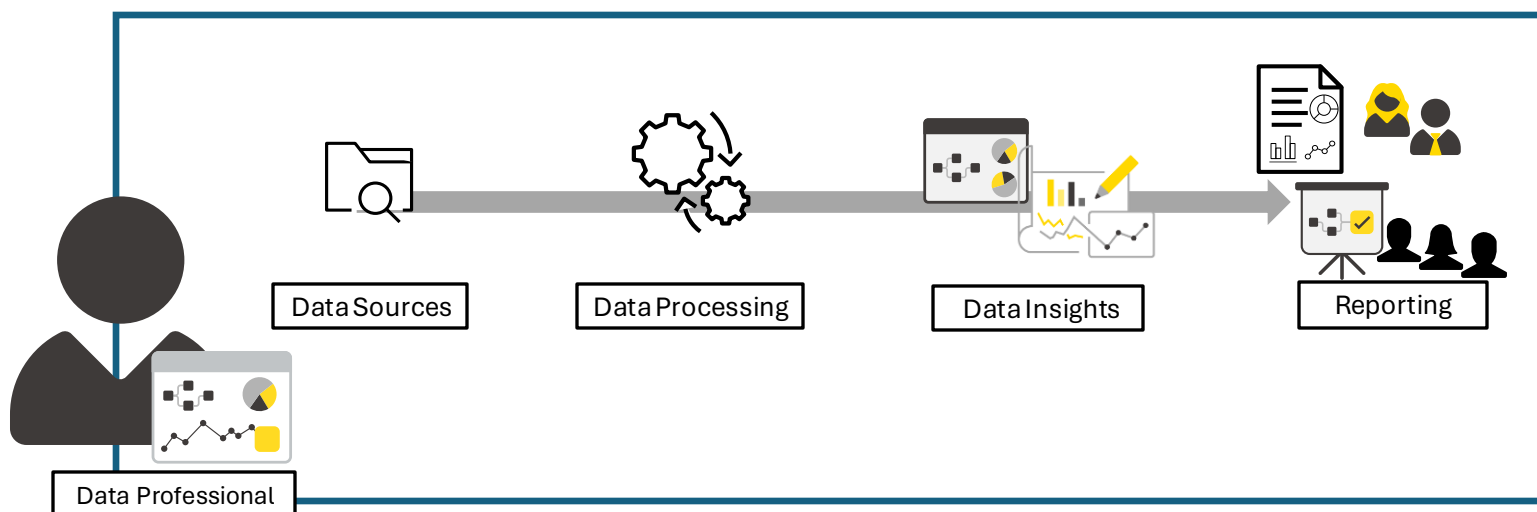 Data Sources
Data Processing
Data Insights
Reporting
Data Professional